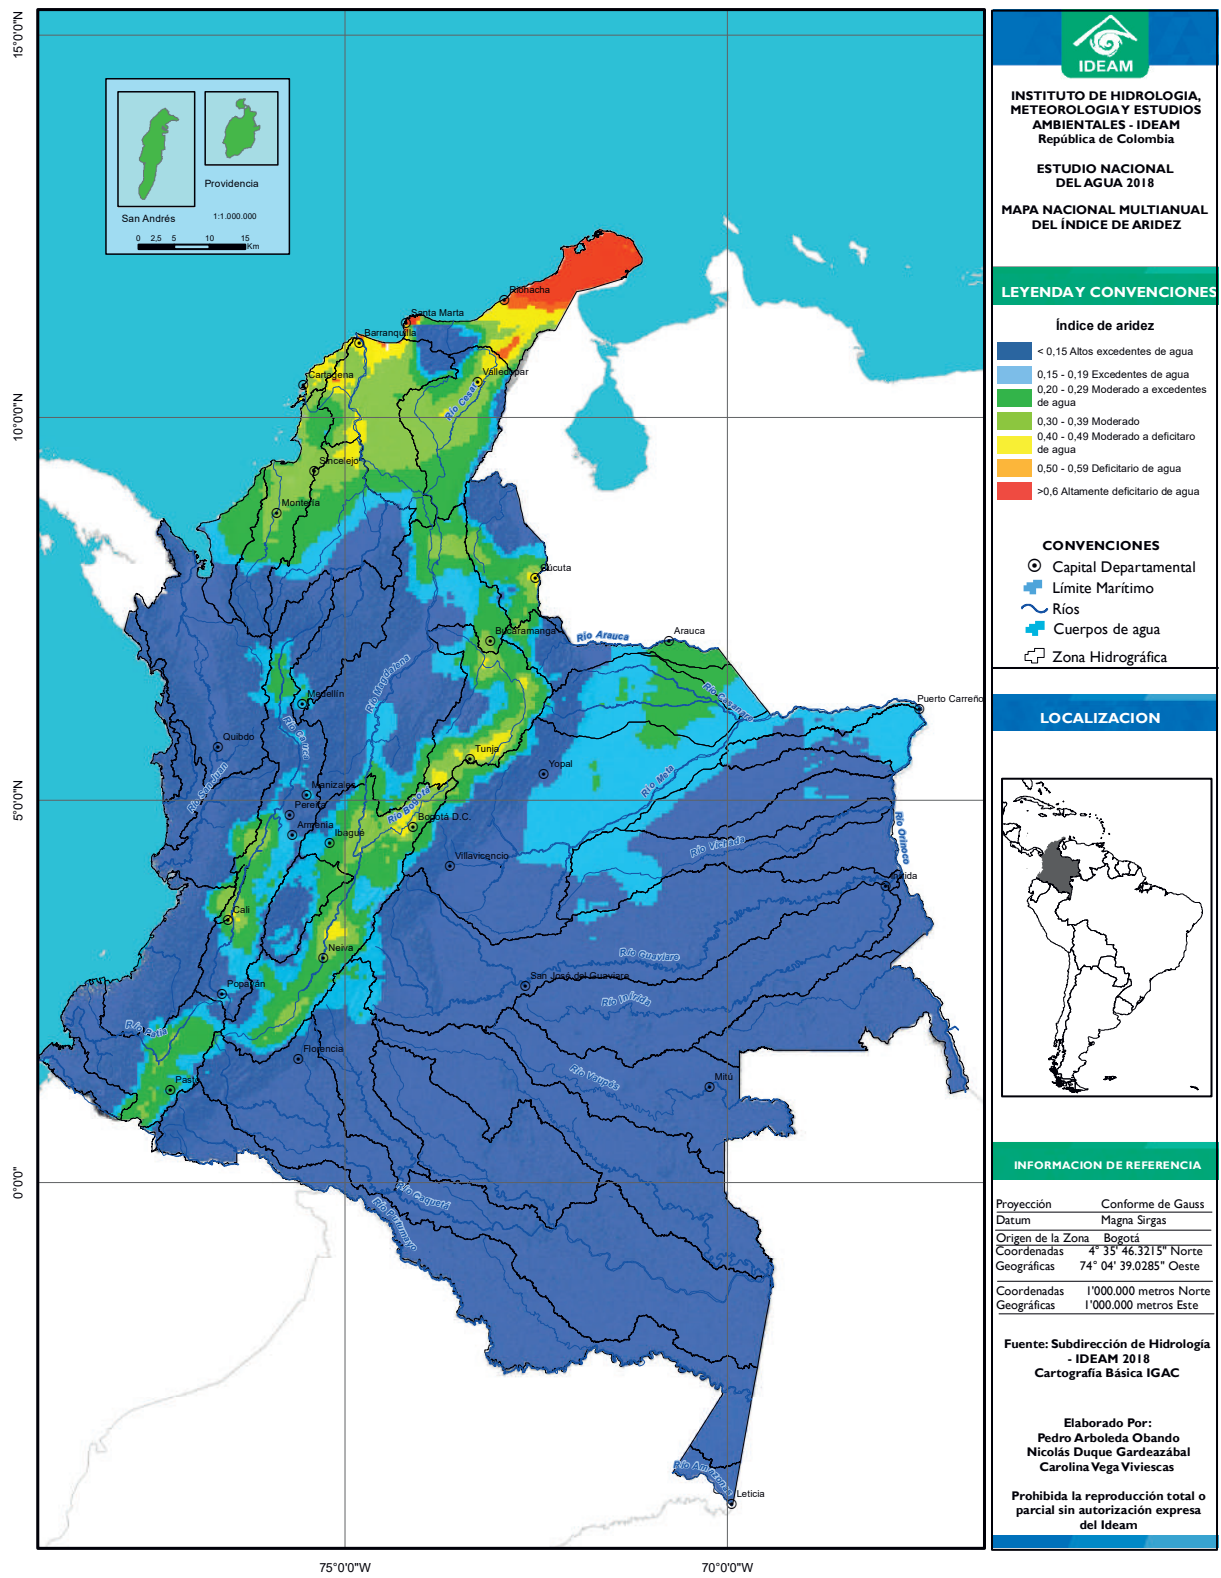 15°0'0"N
10°0'0"N
5°0'0"N
0°0'0"
75°0'0"W
70°0'0"W
San Andrés
Providencia
1:1.000.000
0 2,5 5 10 15
Km
Riohacha
Santa Marta
Barranquilla
Cartagena
Valledupar
Río Cesar
Sincelejo
Montería
Cúcuta
Bucaramanga
Río Arauca
Arauca
Río Magdalena
Río Casanare
Puerto Carreño
Medellín
Río Cauca
Quibdo
Tunja
Yopal
Río San Juan
Manizales
Río Meta
Pereira
Río Bogotá
Armenia
Bogotá D.C.
Ibagué
Río Orinoco
Río Vichada
Villavicencio
Inírida
Cali
Neiva
Río Guaviare
San José del Guaviare
Popayán
Río Inírida
Río Patía
Florencia
Río Vaupés
Mitú
Pasto
Río Caquetá
Río Putumayo
Río Amazonas
Leticia
IDEAM
INSTITUTO DE HIDROLOGIA,
METEOROLOGIA Y ESTUDIOS
AMBIENTALES - IDEAM
República de Colombia
ESTUDIO NACIONAL
DEL AGUA 2018
MAPA NACIONAL MULTIANUAL
DEL ÍNDICE DE ARIDEZ
LEYENDA Y CONVENCIONES
Índice de aridez
< 0,15 Altos excedentes de agua
0,15 - 0,19 Excedentes de agua
0,20 - 0,29 Moderado a excedentes
de agua
0,30 - 0,39 Moderado
0,40 - 0,49 Moderado a deficitaro
de agua
0,50 - 0,59 Deficitario de agua
>0,6 Altamente deficitario de agua
CONVENCIONES
Capital Departamental
Límite Marítimo
Ríos
Cuerpos de agua
Zona Hidrográfica
LOCALIZACION
INFORMACION DE REFERENCIA
Proyección Conforme de Gauss
Datum Magna Sirgas
Origen de la Zona Bogotá
Coordenadas 4° 35' 46.3215" Norte
Geográficas 74° 04' 39.0285" Oeste
Coordenadas 1'000.000 metros Norte
Geográficas 1'000.000 metros Este
Fuente: Subdirección de Hidrología
- IDEAM 2018
Cartografía Básica IGAC
Elaborado Por:
Pedro Arboleda Obando
Nicolás Duque Gardeazábal
Carolina Vega Viviescas
Prohibida la reproducción total o
parcial sin autorización expresa
del Ideam